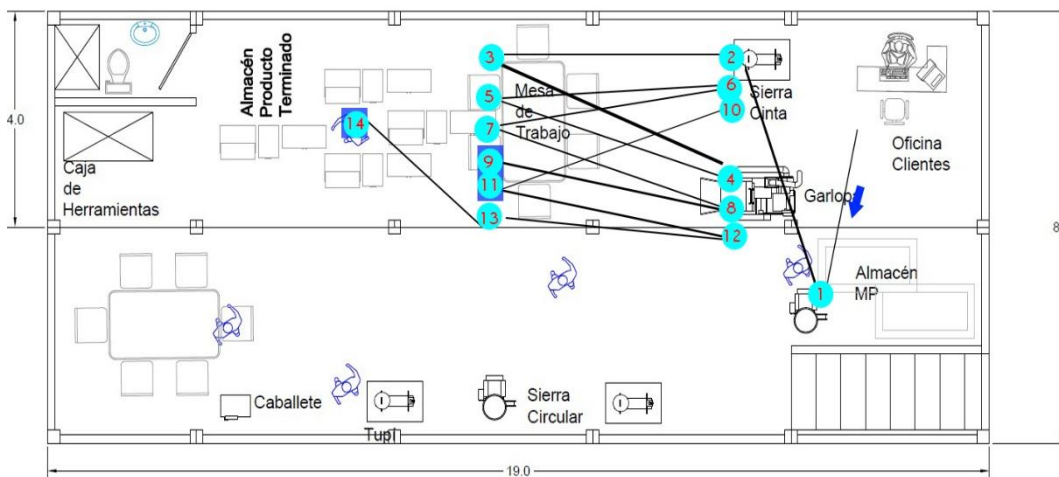 3
2
Almacén
Producto
Terminado
Mesa
de
Trabajo
5
6
10
Sierra
Cinta
Oficina
Clientes
4.0
14
7
9
11
13
4
8
12
Garlop
Caja
de
Herramientas
8
1
Almacén
MP
Caballete
Tupí
Sierra
Circular
19.0